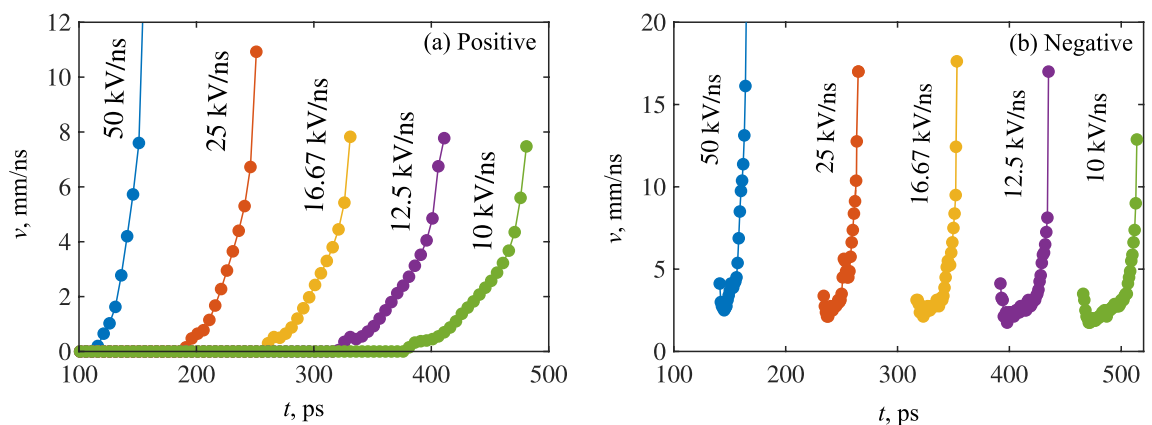 (a) Positive
v, mm/ns
12
10
8
6
4
2
0
50 kV/ns
25 kV/ns
16.67 kV/ns
12.5 kV/ns
10 kV/ns
100
200
300
400
500
t, ps
(b) Negative
v, mm/ns
20
15
10
5
0
50 kV/ns
25 kV/ns
16.67 kV/ns
12.5 kV/ns
10 kV/ns
100
200
300
400
500
t, ps